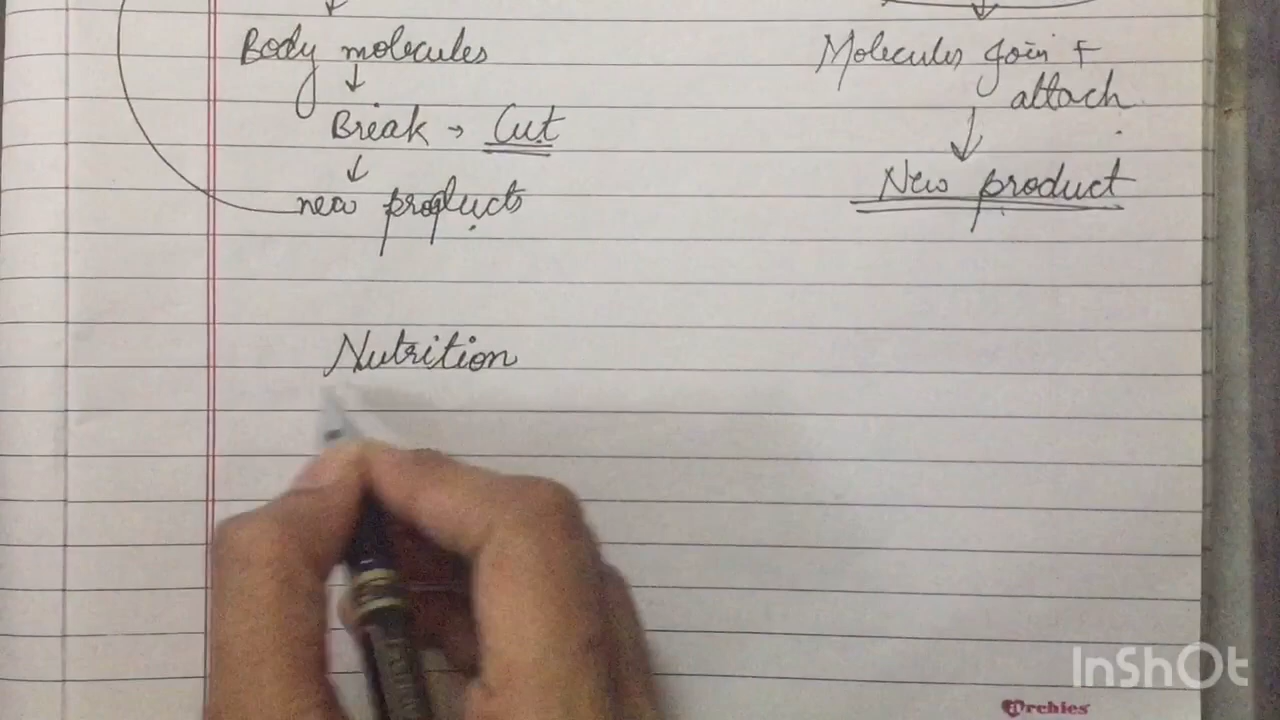 Body molecules
Break → Cut
new products
Molecules join +
attach
New product
Nutrition
InShOt
Archies